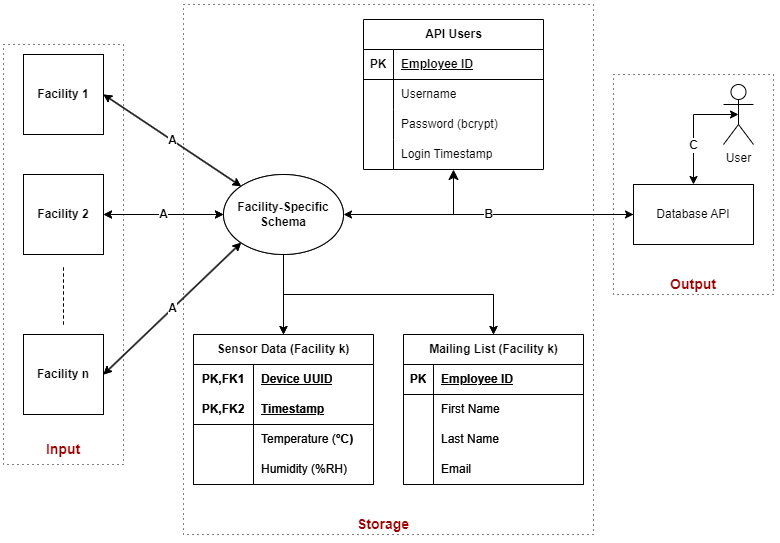 API Users
PK Employee ID
Username
Password (bcrypt)
Login Timestamp
Facility 1
Facility 2
Facility n
Input
A
A
A
Facility-Specific
Schema
B
C
User
Database API
Output
Sensor Data (Facility k)
PK,FK1 Device UUID
PK,FK2 Timestamp
Temperature (°C)
Humidity (%RH)
Mailing List (Facility k)
PK Employee ID
First Name
Last Name
Email
Storage